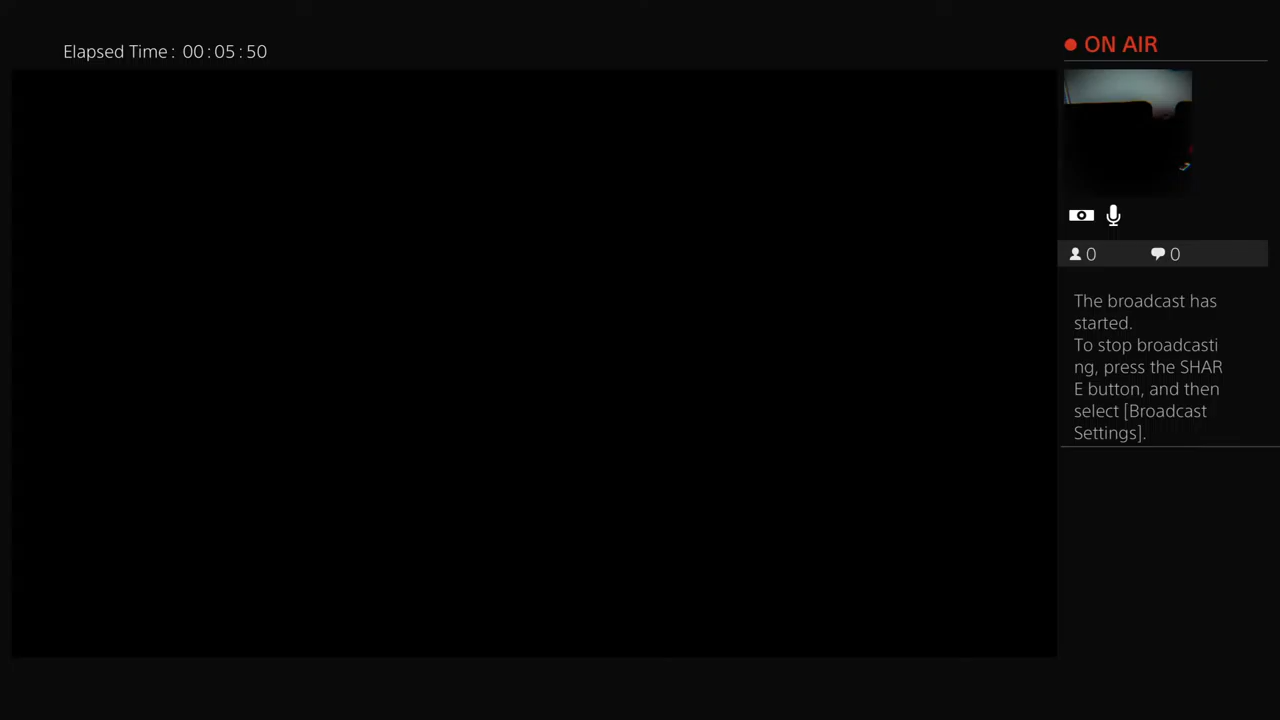 Elapsed Time : 00:05:50
ON AIR
0 0
The broadcast has
started.
To stop broadcasti
ng, press the SHAR
E button, and then
select [Broadcast
Settings].